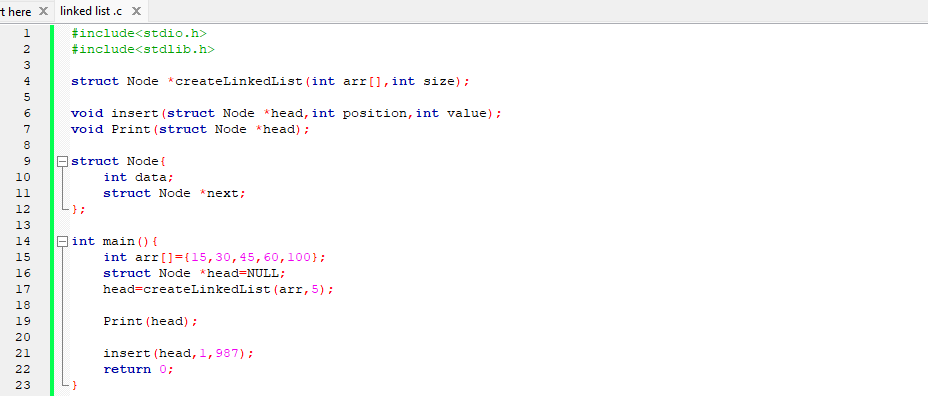 t here X linked list .c X
1 #include<stdio.h>
2 #include<stdlib.h>
3
4 struct Node *createLinkedList(int arr[],int size);
5
6 void insert(struct Node *head,int position,int value);
7 void Print(struct Node *head);
8
9 struct Node{
10     int data;
11     struct Node *next;
12 };
13
14 int main(){
15     int arr[]={15,30,45,60,100};
16     struct Node *head=NULL;
17     head=createLinkedList(arr,5);
18
19     Print(head);
20
21     insert(head,1,987);
22     return 0;
23 }